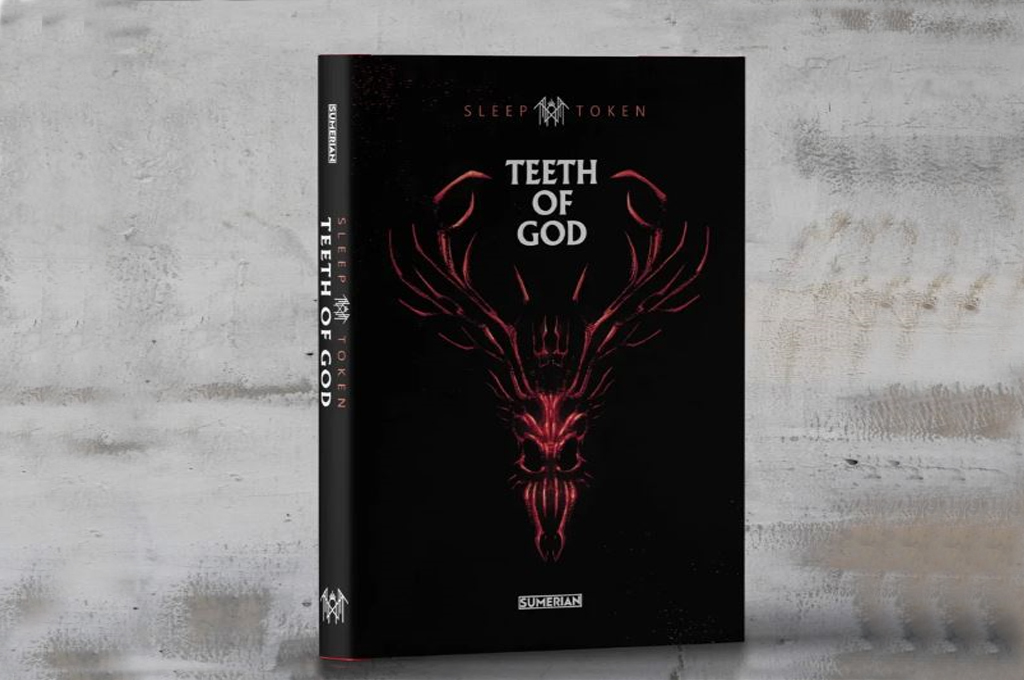 SUMERIAN
SLEEP TOKEN
TEETH OF GOD
SLEEP TOKEN
TEETH
OF
GOD
SUMERIAN